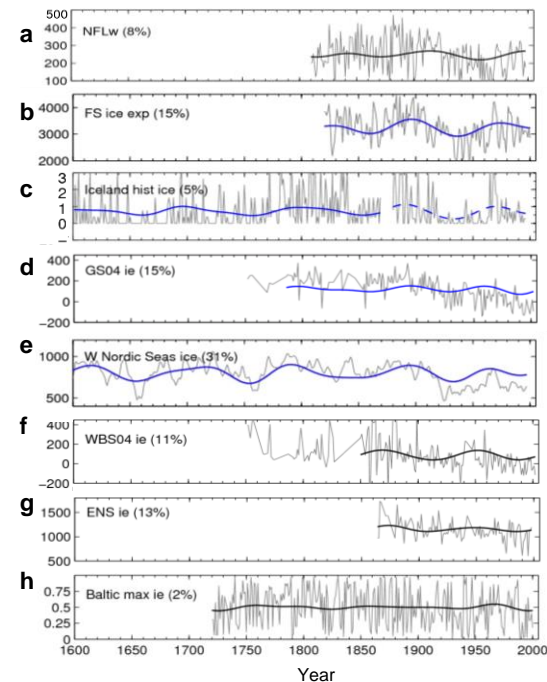 a
500
400
300
200
100
NFLw (8%)
b
4000
3000
2000
FS ice exp (15%)
c
3
2
1
0
Iceland hist ice (5%)
d
400
200
0
−200
GS04 ie (15%)
e
1000
500
W Nordic Seas ice (31%)
f
400
200
0
−200
WBS04 ie (11%)
g
1500
1000
500
ENS ie (13%)
h
0.75
0.5
0.25
0
Baltic max ie (2%)
1600 1650 1700 1750 1800 1850 1900 1950 2000
Year